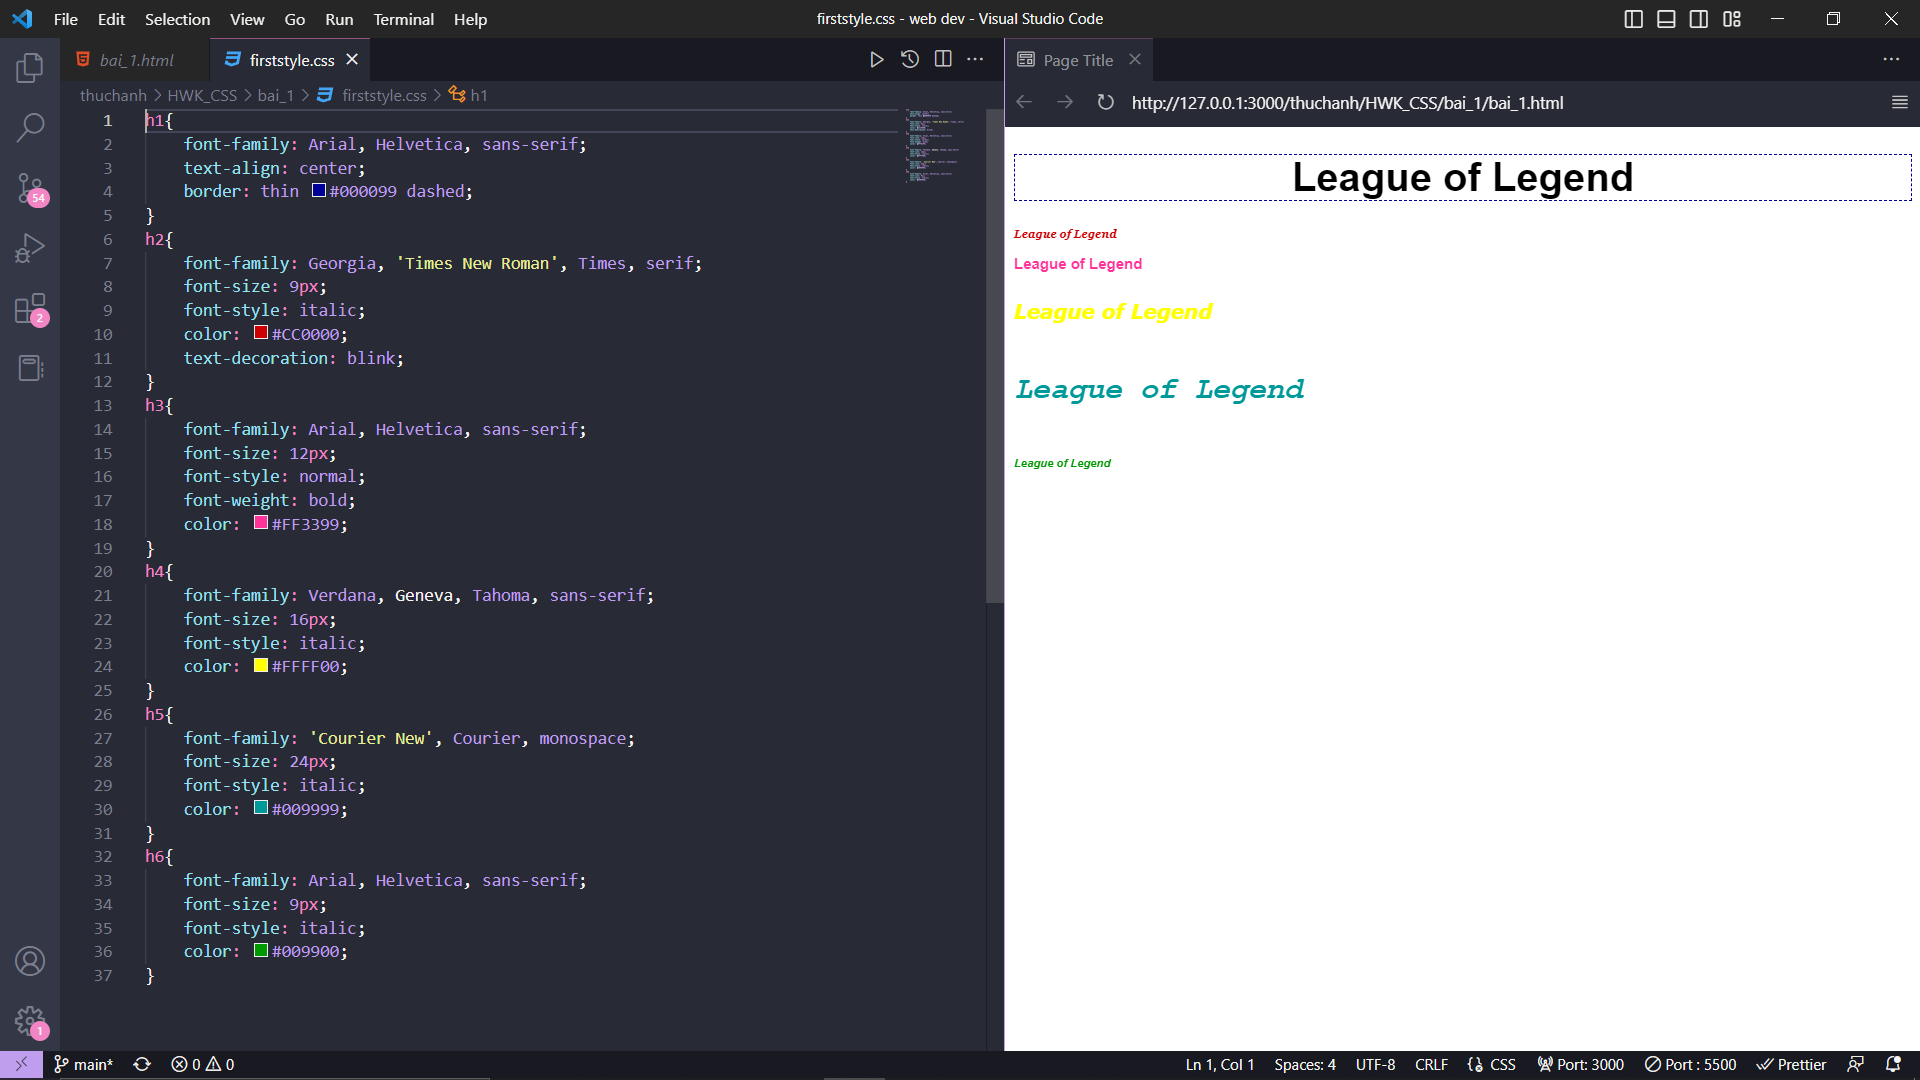 File Edit Selection View Go Run Terminal Help
firststyle.css - web dev - Visual Studio Code
bai_1.html
firststyle.css
thuchanh > HWK_CSS > bai_1 > firststyle.css > h1
1 h1{
2 font-family: Arial, Helvetica, sans-serif;
3 text-align: center;
4 border: thin #000099 dashed;
5 }
6 h2{
7 font-family: Georgia, 'Times New Roman', Times, serif;
8 font-size: 9px;
9 font-style: italic;
10 color: #CC0000;
11 text-decoration: blink;
12 }
13 h3{
14 font-family: Arial, Helvetica, sans-serif;
15 font-size: 12px;
16 font-style: normal;
17 font-weight: bold;
18 color: #FF3399;
19 }
20 h4{
21 font-family: Verdana, Geneva, Tahoma, sans-serif;
22 font-size: 16px;
23 font-style: italic;
24 color: #FFFF00;
25 }
26 h5{
27 font-family: 'Courier New', Courier, monospace;
28 font-size: 24px;
29 font-style: italic;
30 color: #009999;
31 }
32 h6{
33 font-family: Arial, Helvetica, sans-serif;
34 font-size: 9px;
35 font-style: italic;
36 color: #009900;
37 }
54
2
1
Page Title
http://127.0.0.1:3000/thuchanh/HWK_CSS/bai_1/bai_1.html
League of Legend
League of Legend
League of Legend
League of Legend
League of Legend
League of Legend
main* 0 0
Ln 1, Col 1 Spaces: 4 UTF-8 CRLF CSS Port: 3000 Port : 5500 Prettier